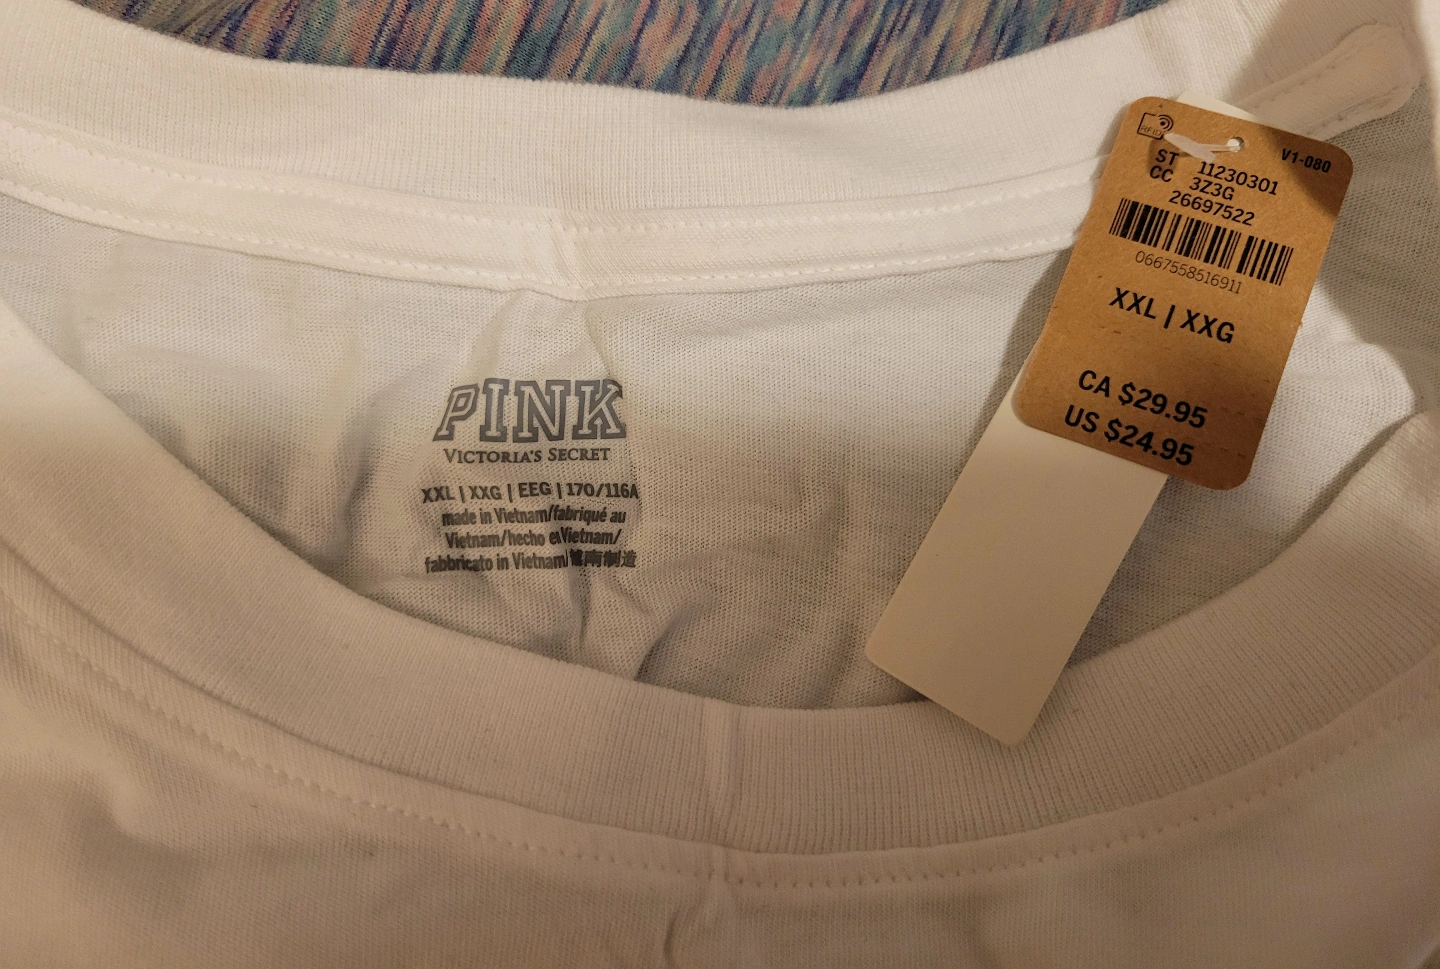 PINK
VICTORIA'S SECRET
XXL | XXG | EEG | 170/116A
made in Vietnam/fabriqué au
Vietnam/hecho en Vietnam/
fabbricato in Vietnam/越南制造
RFID
V1-080
ST 11230301
CC 3Z3G
26697522
0667558516911
XXL | XXG
CA $29.95
US $24.95